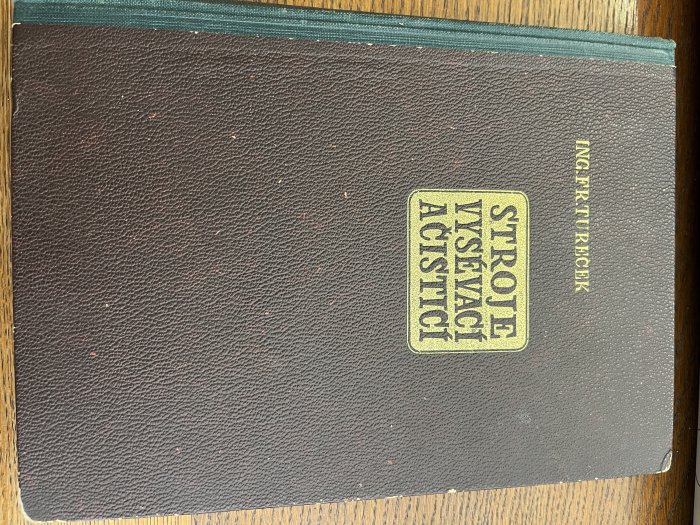 ING. FR. TUREČEK
STROJE
VYSÉVACÍ
A ČISTICÍ